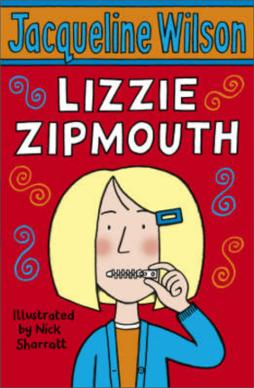 Jacqueline Wilson
LIZZIE
ZIPMOUTH
Illustrated
by Nick
Sharratt